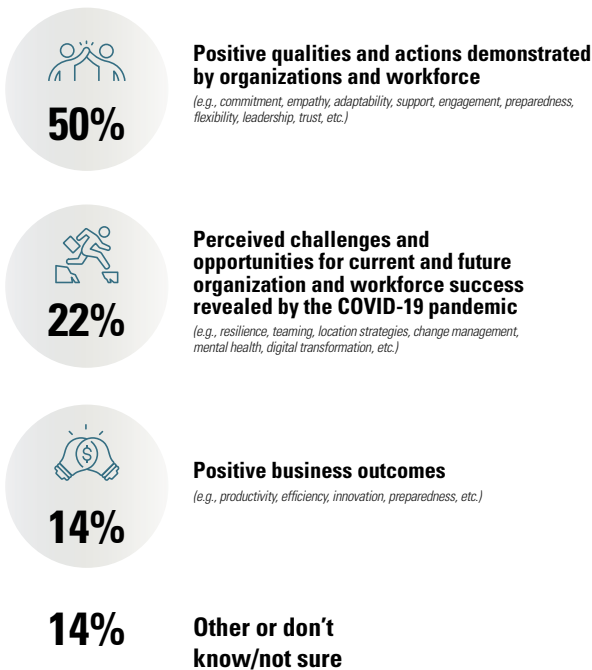 50%
Positive qualities and actions demonstrated
by organizations and workforce
(e.g., commitment, empathy, adaptability, support, engagement, preparedness,
flexibility, leadership, trust, etc.)
22%
Perceived challenges and
opportunities for current and future
organization and workforce success
revealed by the COVID-19 pandemic
(e.g., resilience, teaming, location strategies, change management,
mental health, digital transformation, etc.)
$
14%
Positive business outcomes
(e.g., productivity, efficiency, innovation, preparedness, etc.)
14%
Other or don't
know/not sure